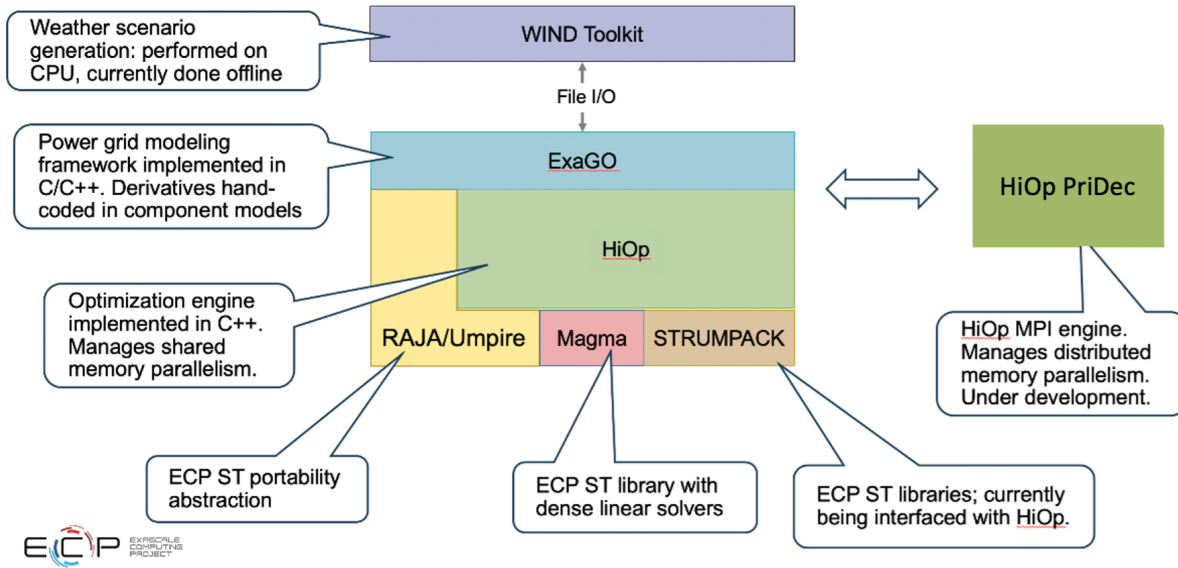 Weather scenario
generation: performed on
CPU, currently done offline
WIND Toolkit
File I/O
Power grid modeling
framework implemented in
C/C++. Derivatives hand-
coded in component models
ExaGO
HiOp PriDec
HiOp
Optimization engine
implemented in C++.
Manages shared
memory parallelism.
RAJA/Umpire
Magma
STRUMPACK
HiOp MPI engine.
Manages distributed
memory parallelism.
Under development.
ECP ST portability
abstraction
ECP ST library with
dense linear solvers
ECP ST libraries; currently
being interfaced with HiOp.
ECP
EXASCALE
COMPUTING
PROJECT